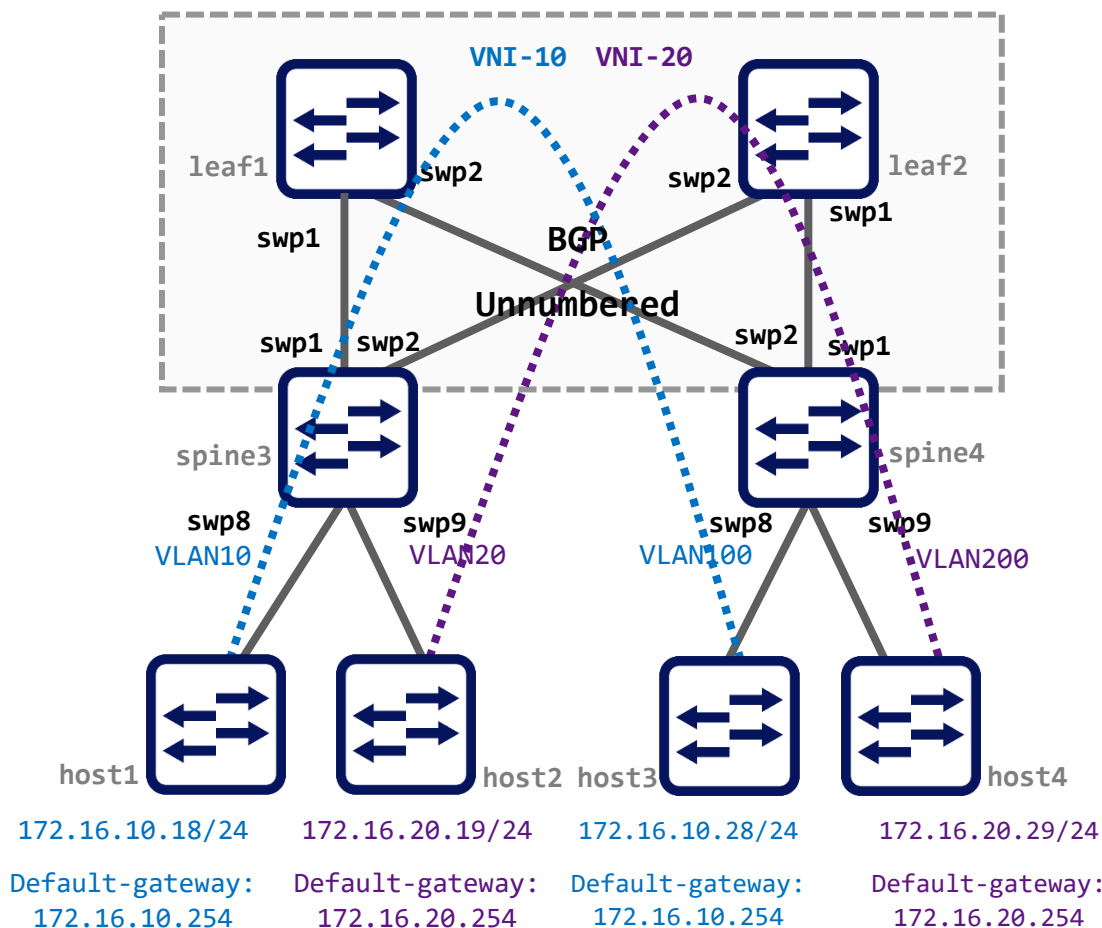 VNI-10 VNI-20
leaf1
swp2
swp2
leaf2
swp1
swp1
BGP
Unnumbered
swp1
swp2
swp2
swp1
spine3
spine4
swp8
swp9
swp8
swp9
VLAN10
VLAN20
VLAN100
VLAN200
host1
host2
host3
host4
172.16.10.18/24
172.16.20.19/24
172.16.10.28/24
172.16.20.29/24
Default-gateway:
172.16.10.254
Default-gateway:
172.16.20.254
Default-gateway:
172.16.10.254
Default-gateway:
172.16.20.254